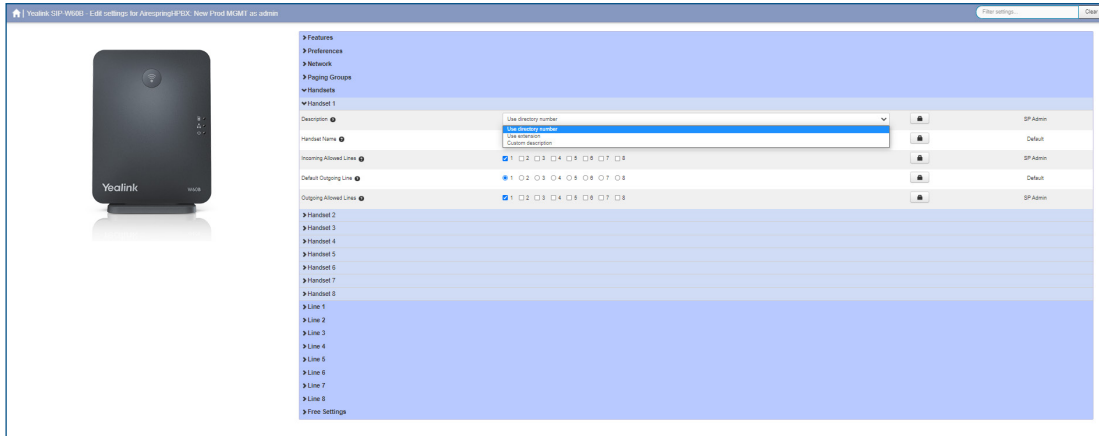 Yealink SIP-W60B - Edit settings for AirespringHPBX: New Prod MGMT as admin
Filter settings...
Clear
Features
Preferences
Network
Paging Groups
Handsets
Handset 1
Description
Use directory number
SP Admin
Use directory number
Use extension
Custom description
Handset Name
Default
Incoming Allowed Lines
1 2 3 4 5 6 7 8
SP Admin
Default Outgoing Line
1 2 3 4 5 6 7 8
Default
Outgoing Allowed Lines
1 2 3 4 5 6 7 8
SP Admin
Handset 2
Handset 3
Handset 4
Handset 5
Handset 6
Handset 7
Handset 8
Line 1
Line 2
Line 3
Line 4
Line 5
Line 6
Line 7
Line 8
Free Settings
Yealink
W60B